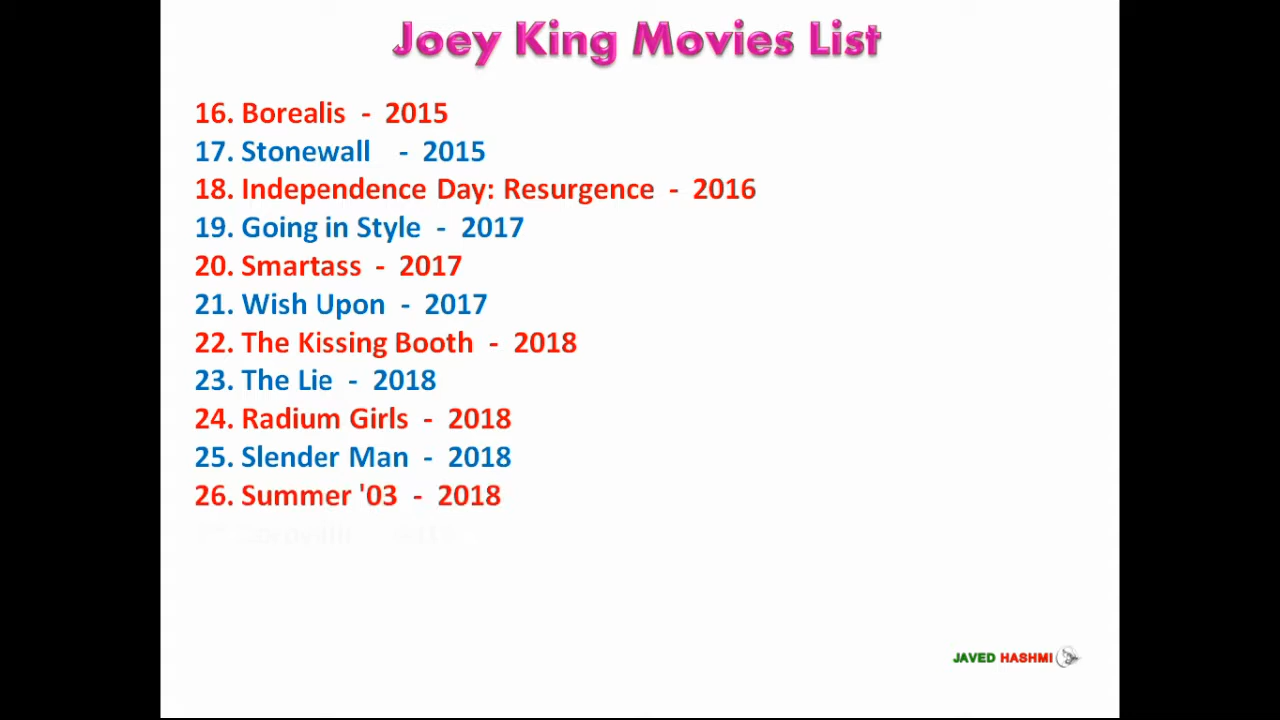 Joey King Movies List
16. Borealis - 2015
17. Stonewall - 2015
18. Independence Day: Resurgence - 2016
19. Going in Style - 2017
20. Smartass - 2017
21. Wish Upon - 2017
22. The Kissing Booth - 2018
23. The Lie - 2018
24. Radium Girls - 2018
25. Slender Man - 2018
26. Summer '03 - 2018
JAVED HASHMI